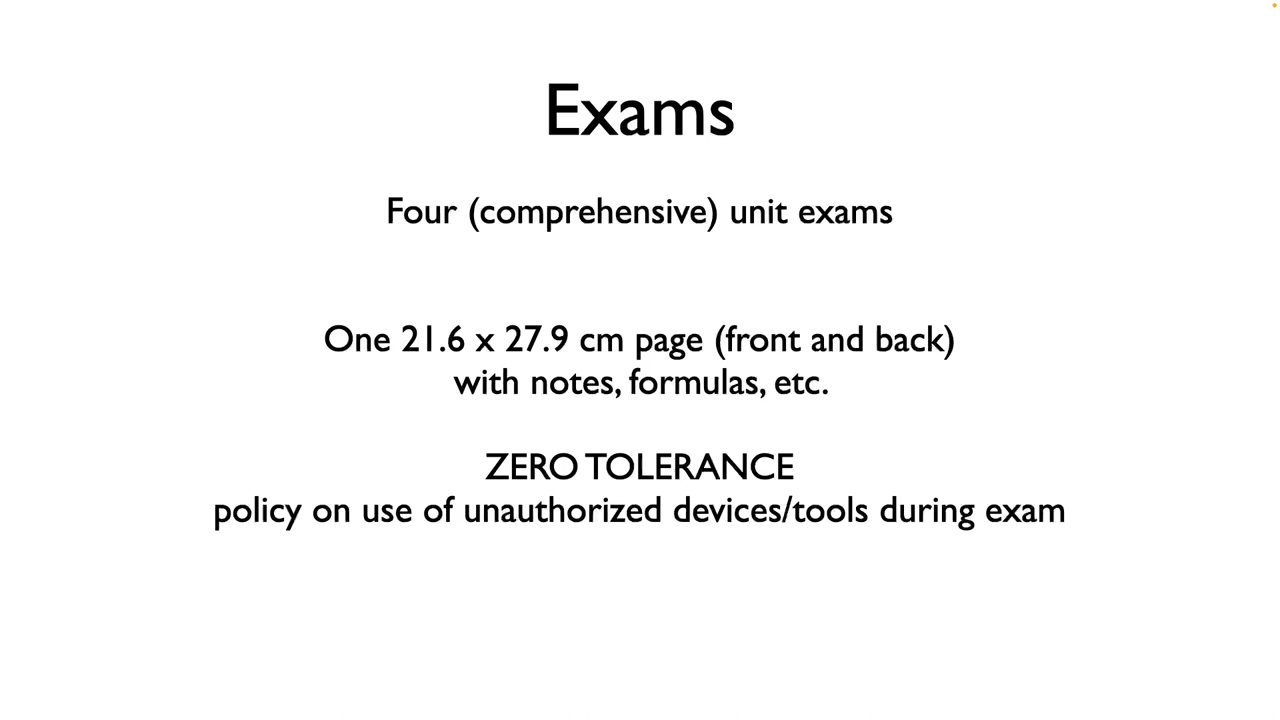 Exams
Four (comprehensive) unit exams
One 21.6 x 27.9 cm page (front and back)
with notes, formulas, etc.
ZERO TOLERANCE
policy on use of unauthorized devices/tools during exam